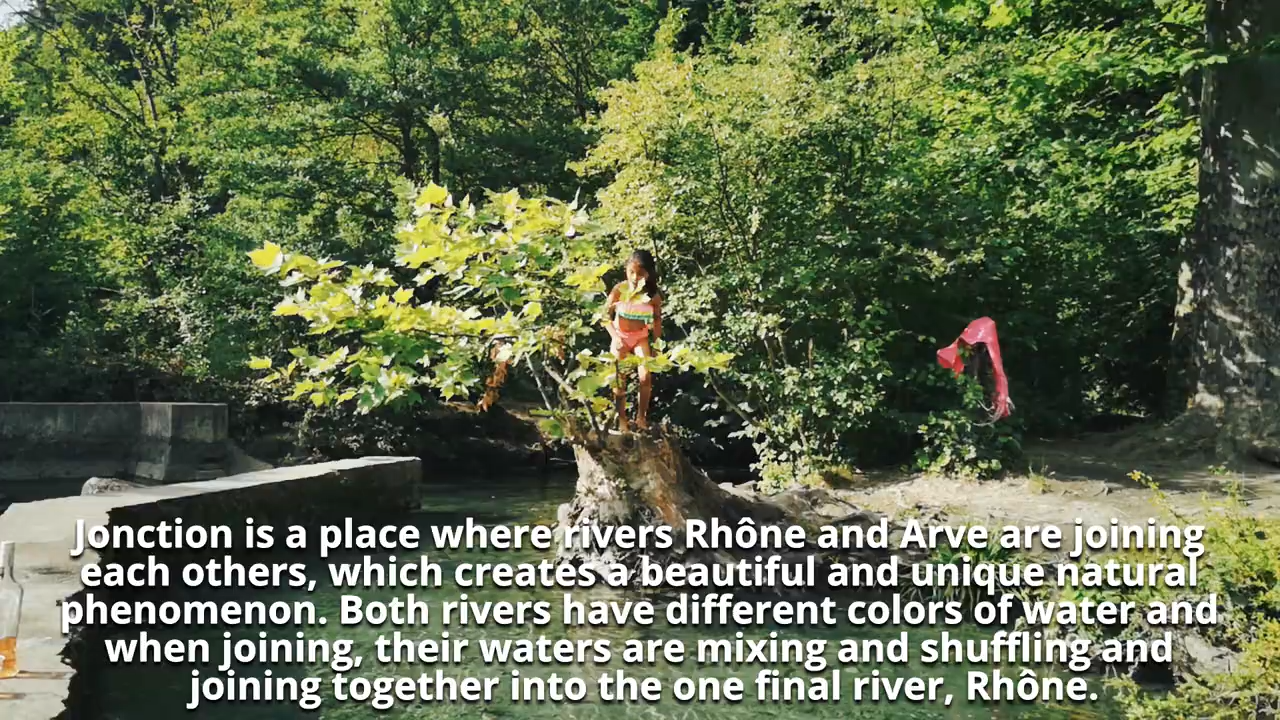 Jonction is a place where rivers Rhône and Arve are joining
each others, which creates a beautiful and unique natural
phenomenon. Both rivers have different colors of water and
when joining, their waters are mixing and shuffling and
joining together into the one final river, Rhône.